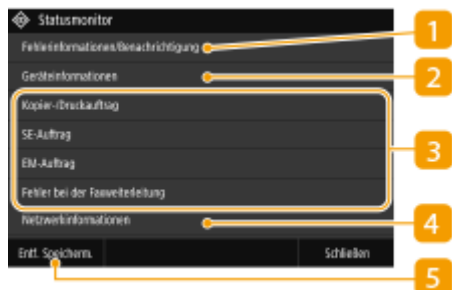 Statusmonitor
1
Fehlerinformationen/Benachrichtigung
Geräteinformationen
2
Kopier-/Druckauftrag
SE-Auftrag
3
EM-Auftrag
Fehler bei der Faxweiterleitung
Netzwerkinformationen
4
Entf. Speicherm.
Schließen
5